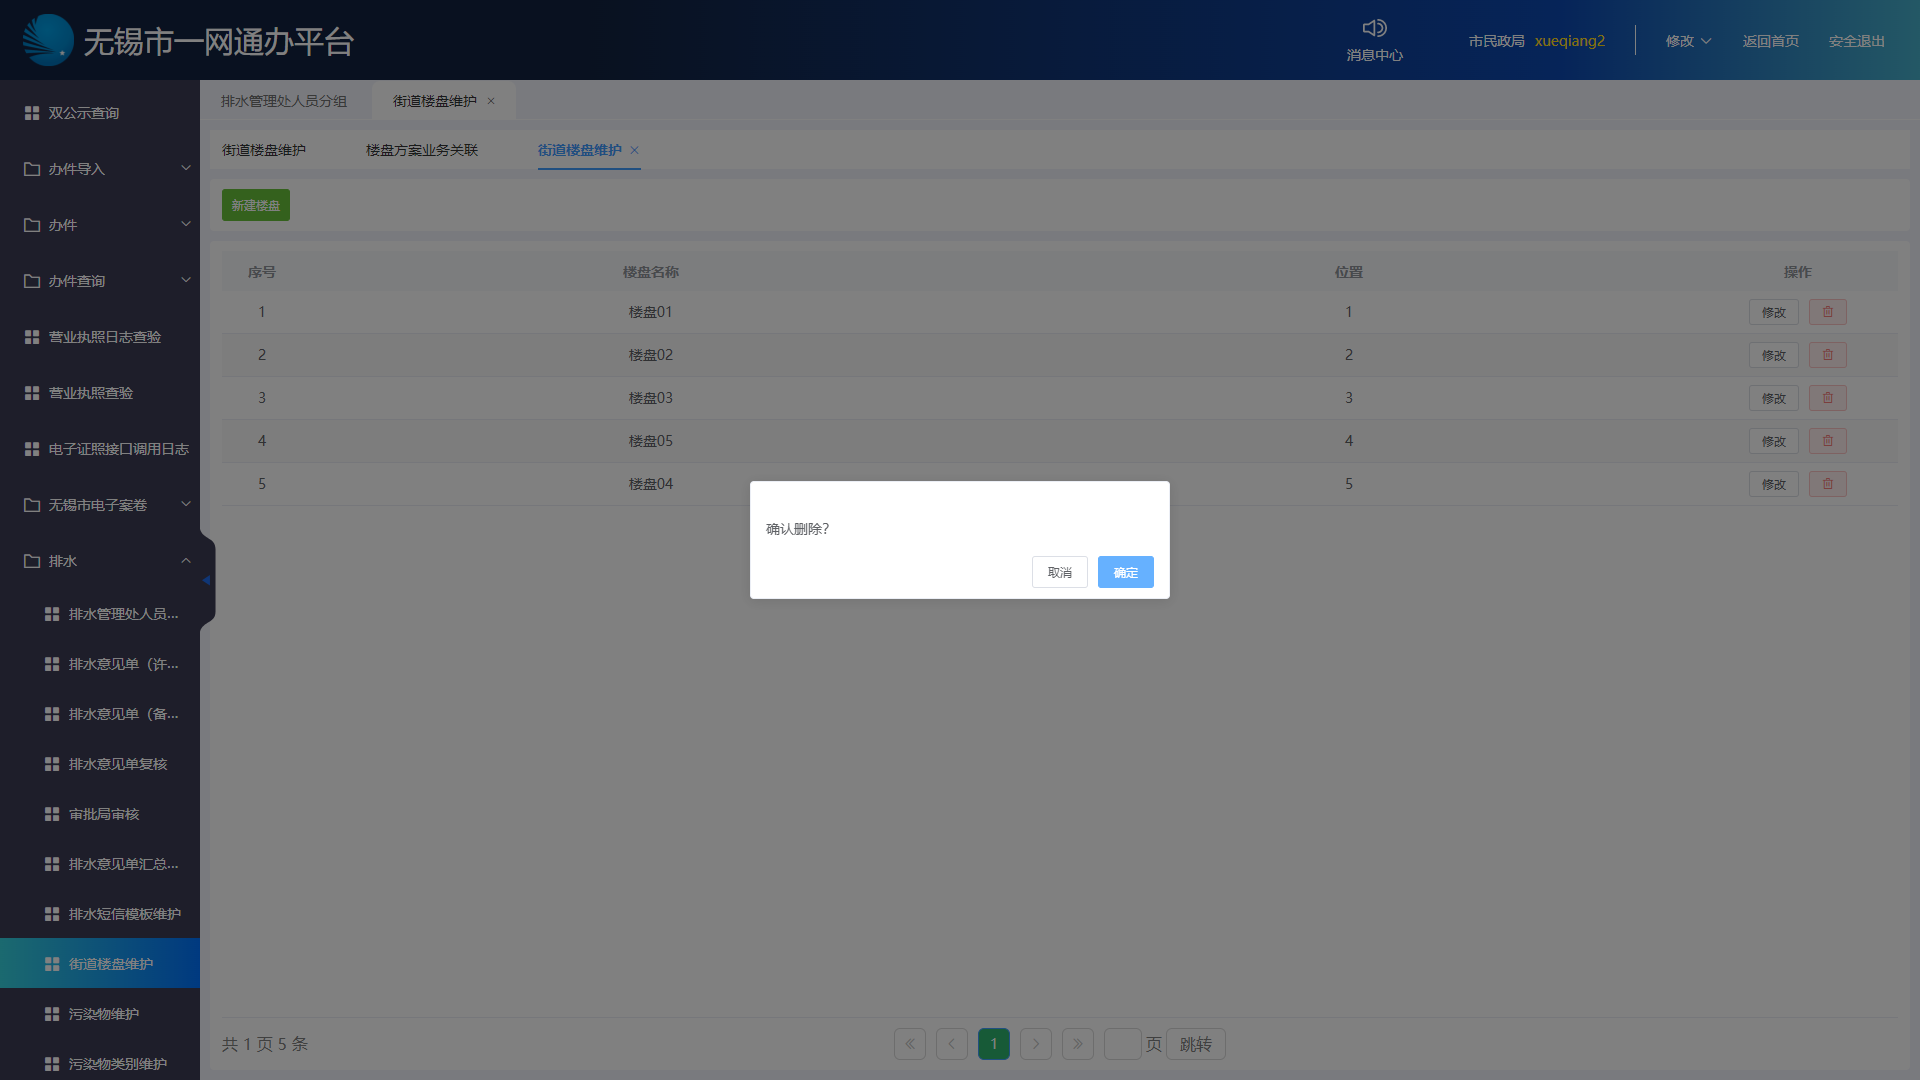 无锡市一网通办平台
消息中心
市民政局 xueqiang2
修改
返回首页
安全退出
双公示查询
办件导入
办件
办件查询
营业执照日志查验
营业执照查验
电子证照接口调用日志
无锡市电子案卷
排水
排水管理处人员...
排水意见单（许...
排水意见单（备...
排水意见单复核
审批局审核
排水意见单汇总...
排水短信模板维护
街道楼盘维护
污染物维护
污染物类别维护
排水管理处人员分组 街道楼盘维护
街道楼盘维护 楼盘方案业务关联 街道楼盘维护
新建楼盘
序号 楼盘名称 位置 操作
1 楼盘01 1 修改
2 楼盘02 2 修改
3 楼盘03 3 修改
4 楼盘05 4 修改
5 楼盘04 5 修改
确认删除?
取消 确定
共 1 页 5 条
1
页 跳转